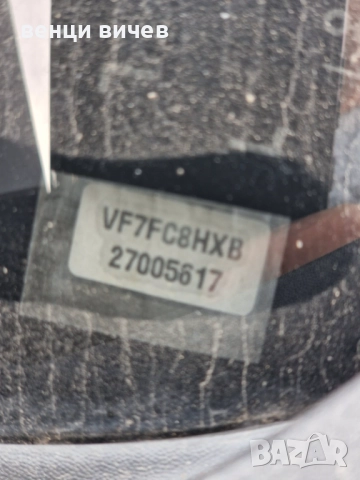 вонци вичев
VF7FC8HXB
27005617
BAZAR